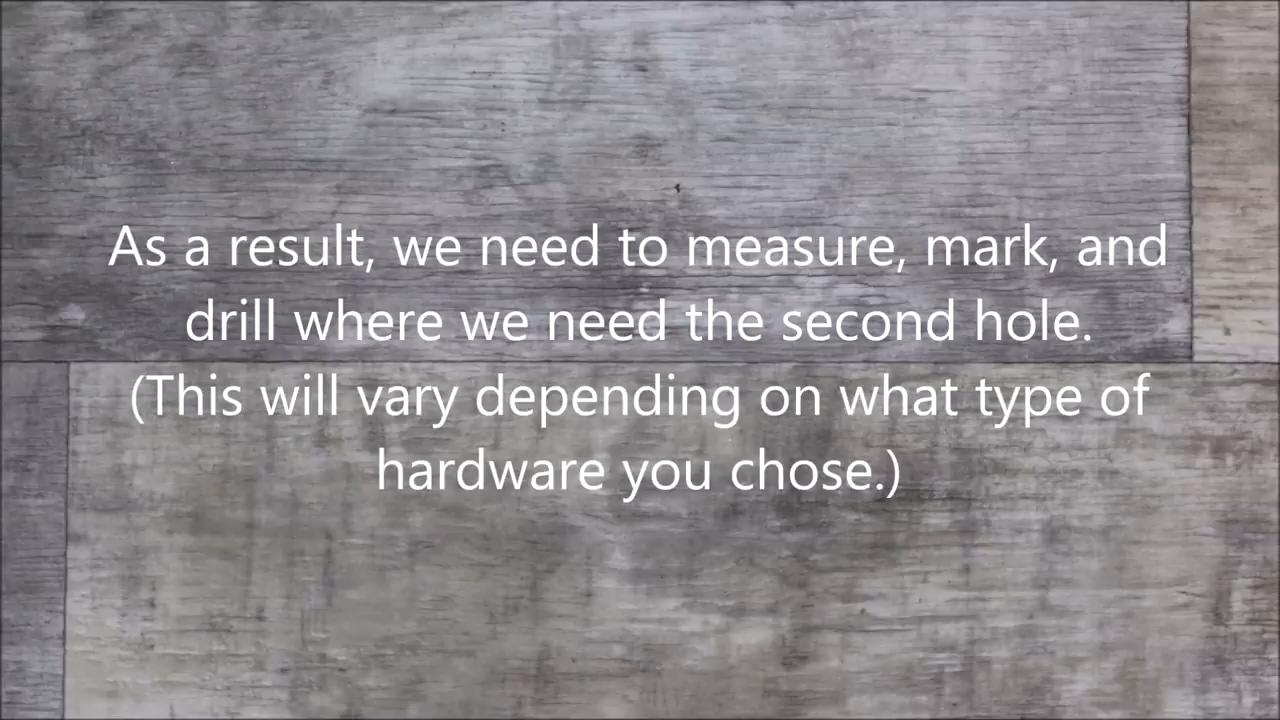 As a result, we need to measure, mark, and
drill where we need the second hole.
(This will vary depending on what type of
hardware you chose.)